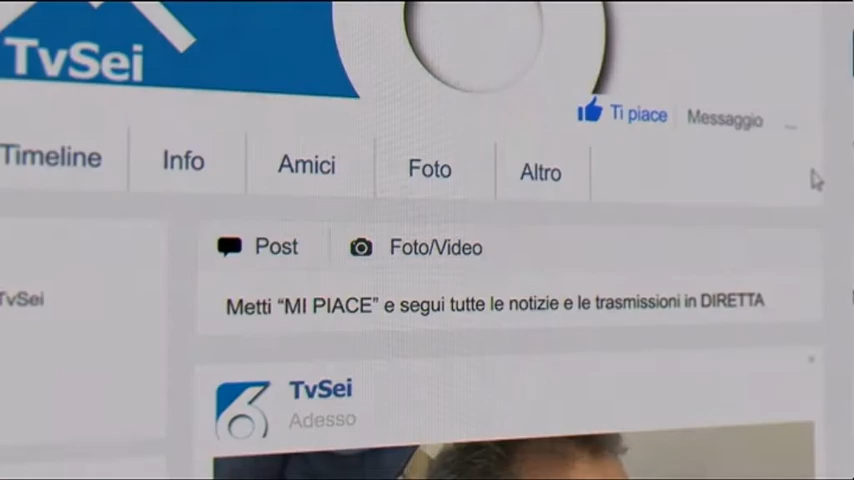 TvSei
Ti piace Messaggio ...
Timeline Info Amici Foto Altro
Post Foto/Video
TvSei
Metti “MI PIACE” e segui tutte le notizie e le trasmissioni in DIRETTA
6 TvSei
Adesso